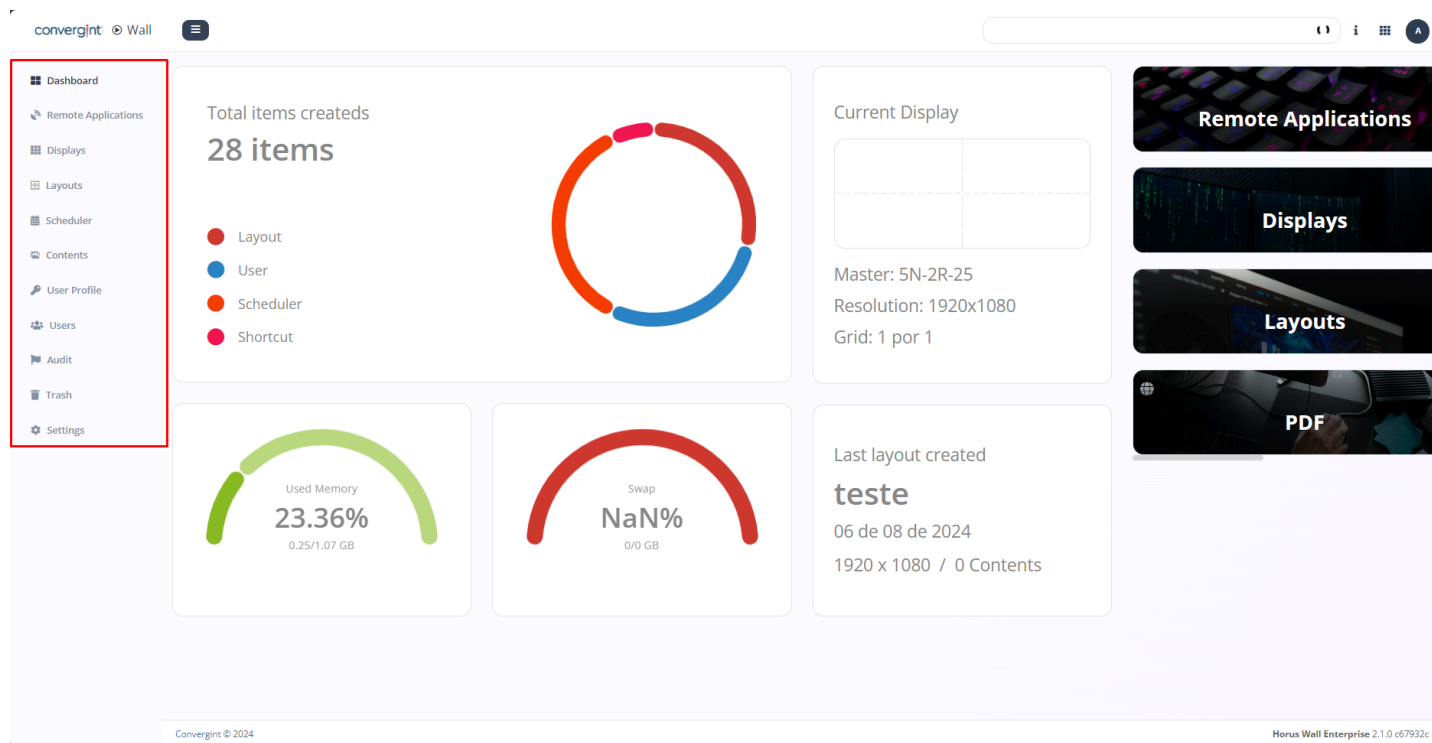 convergint Wall
A
Dashboard
Remote Applications
Displays
Layouts
Scheduler
Contents
User Profile
Users
Audit
Trash
Settings
Total items createds
28 items
Layout
User
Scheduler
Shortcut
Current Display
Master: 5N-2R-25
Resolution: 1920x1080
Grid: 1 por 1
Remote Applications
Displays
Layouts
PDF
Used Memory
23.36%
0.25/1.07 GB
Swap
NaN%
0/0 GB
Last layout created
teste
06 de 08 de 2024
1920 x 1080 / 0 Contents
Convergint © 2024
Horus Wall Enterprise 2.1.0 c67932c